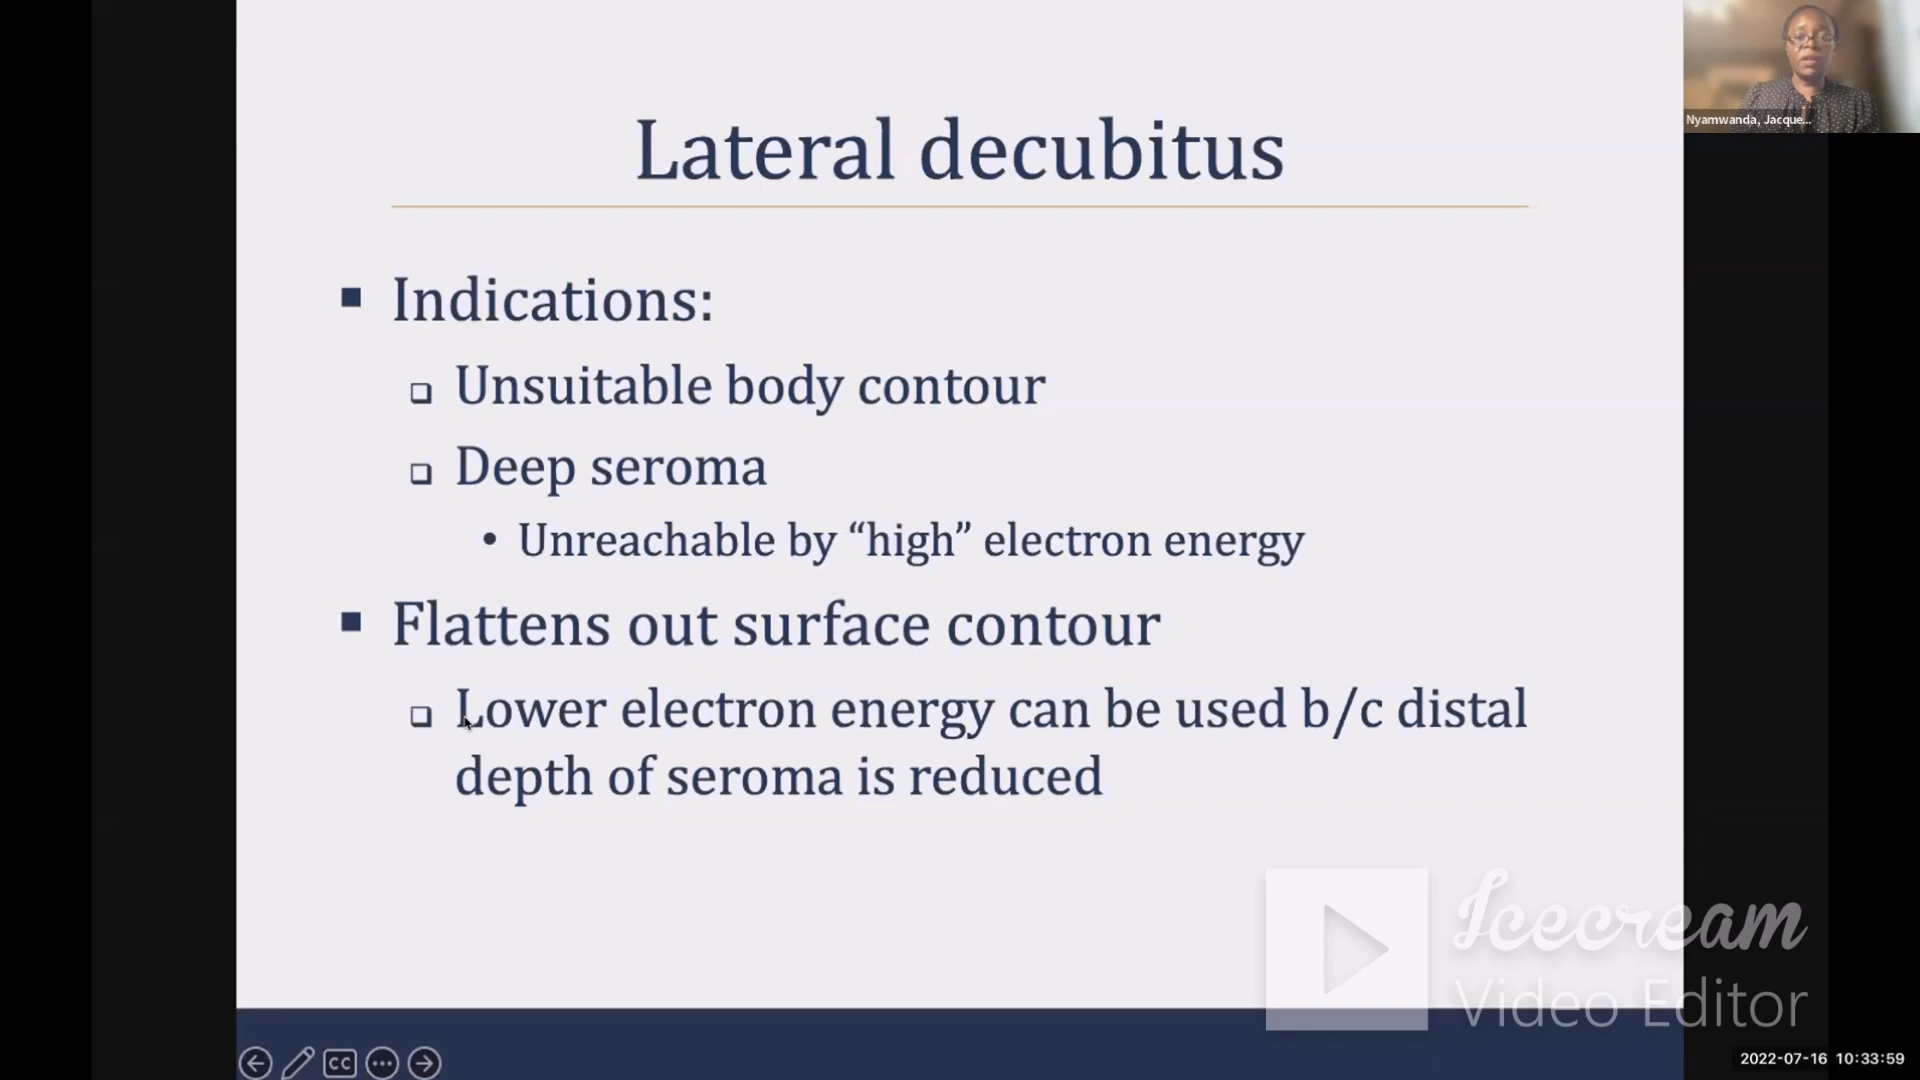 Nyamwanda, Jacque...
Lateral decubitus
Indications:
Unsuitable body contour
Deep seroma
Unreachable by “high” electron energy
Flattens out surface contour
Lower electron energy can be used b/c distal
depth of seroma is reduced
Icecream
Video Editor
CC
2022-07-16 10:33:59